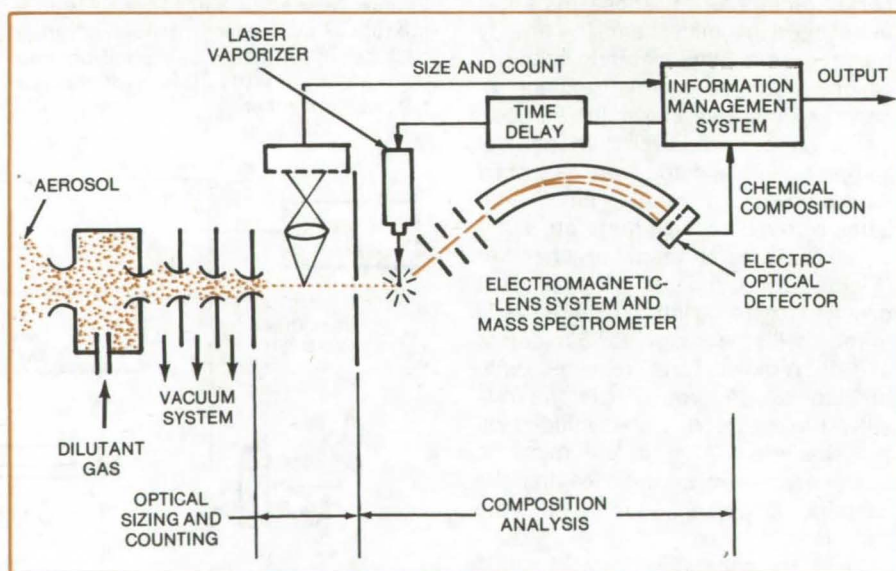 LASER
VAPORIZER
SIZE AND COUNT
OUTPUT
INFORMATION
MANAGEMENT
SYSTEM
TIME
DELAY
AEROSOL
CHEMICAL
COMPOSITION
ELECTRO-
OPTICAL
DETECTOR
ELECTROMAGNETIC-
LENS SYSTEM AND
MASS SPECTROMETER
VACUUM
SYSTEM
DILUTANT
GAS
OPTICAL
SIZING AND
COUNTING
COMPOSITION
ANALYSIS